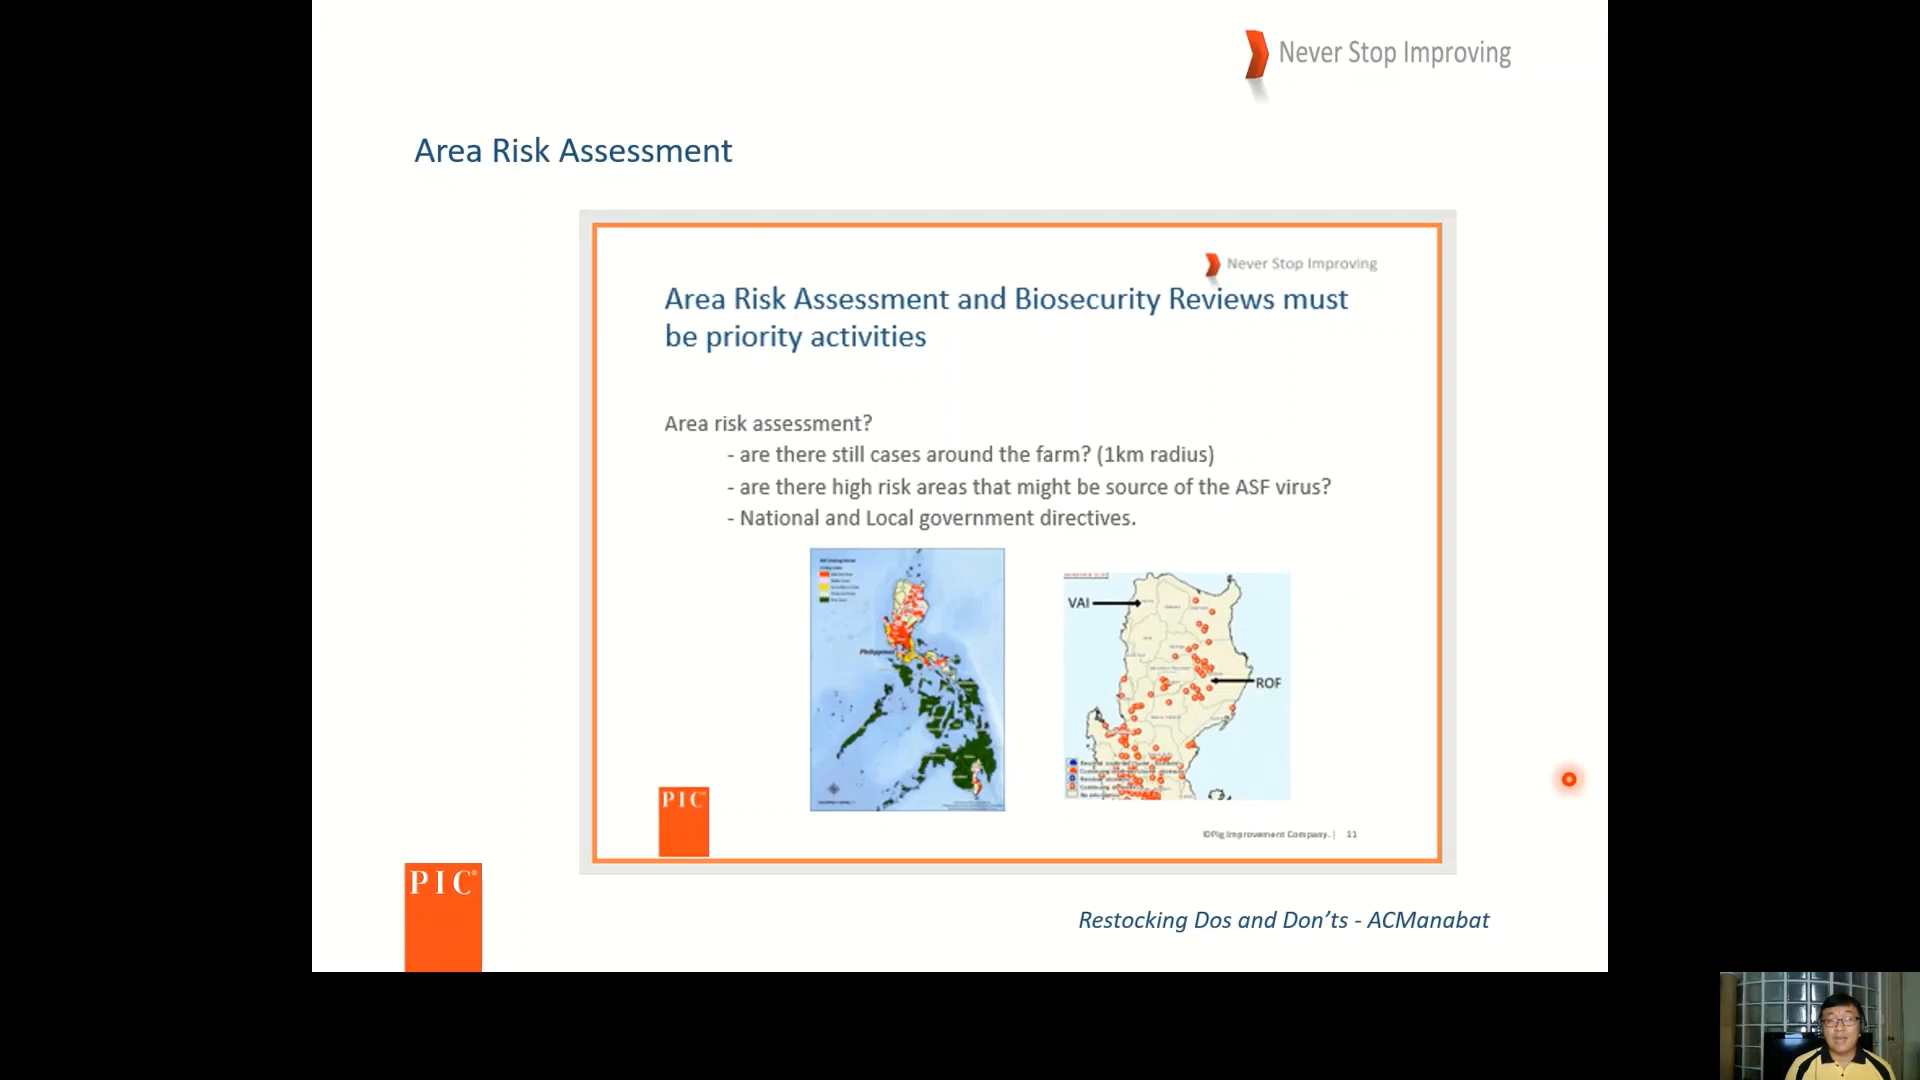 Never Stop Improving
Area Risk Assessment
Never Stop Improving
Area Risk Assessment and Biosecurity Reviews must
be priority activities
Area risk assessment?
- are there still cases around the farm? (1km radius)
- are there high risk areas that might be source of the ASF virus?
- National and Local government directives.
Philippines
VAI
ROF
PIC
©Pig Improvement Company. | 11
PIC®
Restocking Dos and Don'ts - ACManabat